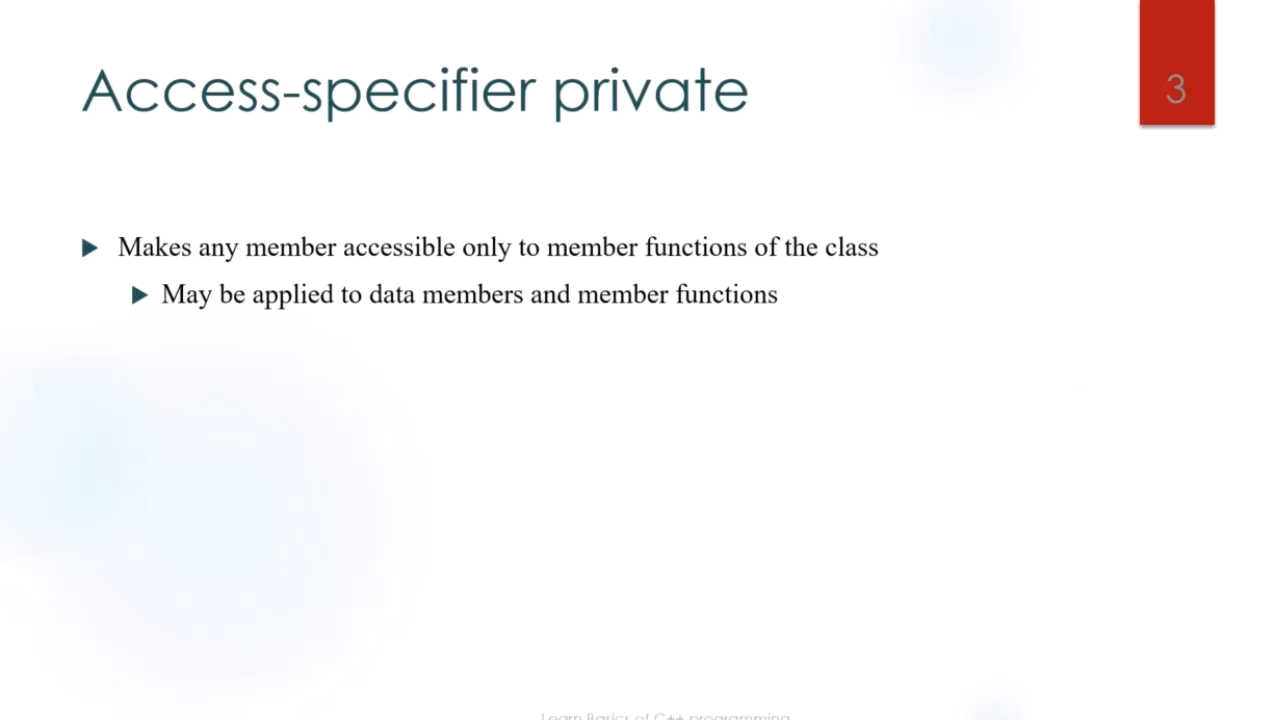 Access-specifier private
3
Makes any member accessible only to member functions of the class
May be applied to data members and member functions
Learn Basics of C++ programming